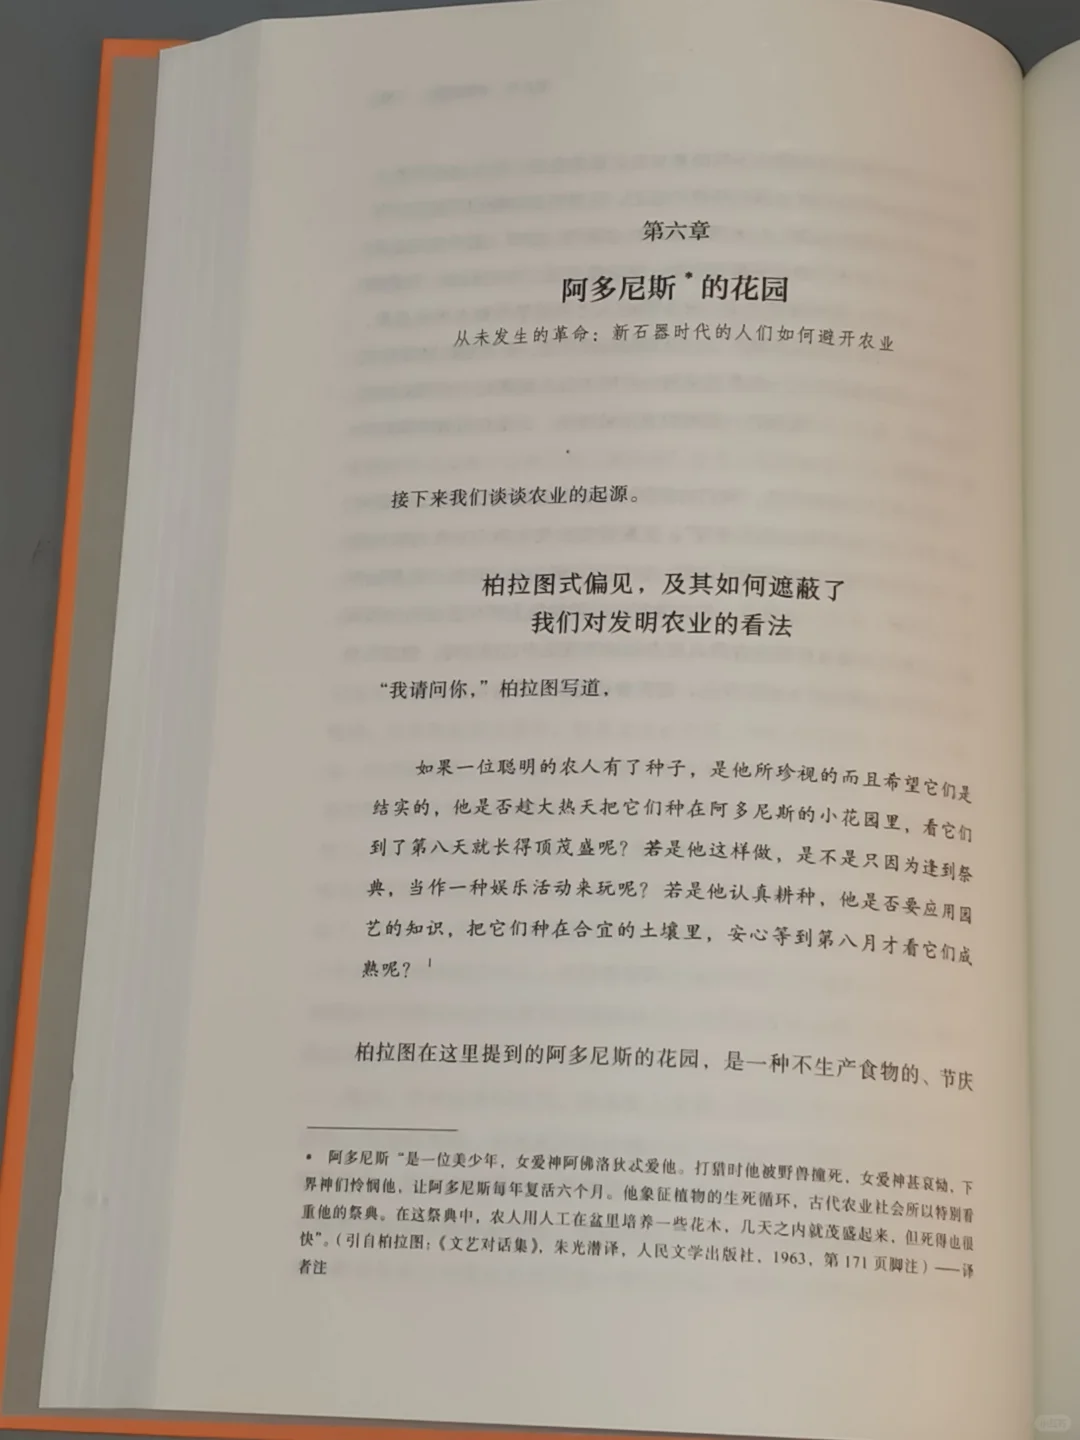 第六章
阿多尼斯*的花园
从未发生的革命：新石器时代的人们如何避开农业
接下来我们谈谈农业的起源。
柏拉图式偏见，及其如何遮蔽了
我们对发明农业的看法
“我请问你，”柏拉图写道，
如果一位聪明的农人有了种子，是他所珍视的而且希望它们是
结实的，他是否趁大热天把它们种在阿多尼斯的小花园里，看它们
到了第八天就长得顶茂盛呢？若是他这样做，是不是只因为逢到祭
典，当作一种娱乐活动来玩呢？若是他认真耕种，他是否要应用园
艺的知识，把它们种在合宜的土壤里，安心等到第八月才看它们成
熟呢？1
柏拉图在这里提到的阿多尼斯的花园，是一种不生产食物的、节庆
* 阿多尼斯“是一位美少年，女爱神阿佛洛狄忒爱他。打猎时他被野兽撞死，女爱神甚哀恸，下
界神们怜悯他，让阿多尼斯每年复活六个月。他象征植物的生死循环，古代农业社会所以特别看
重他的祭典。在这祭典中，农人用人工在盆里培养一些花木，几天之内就茂盛起来，但死得也很
快”。（引自柏拉图：《文艺对话集》，朱光潜译，人民文学出版社，1963，第171页脚注）——译
者注